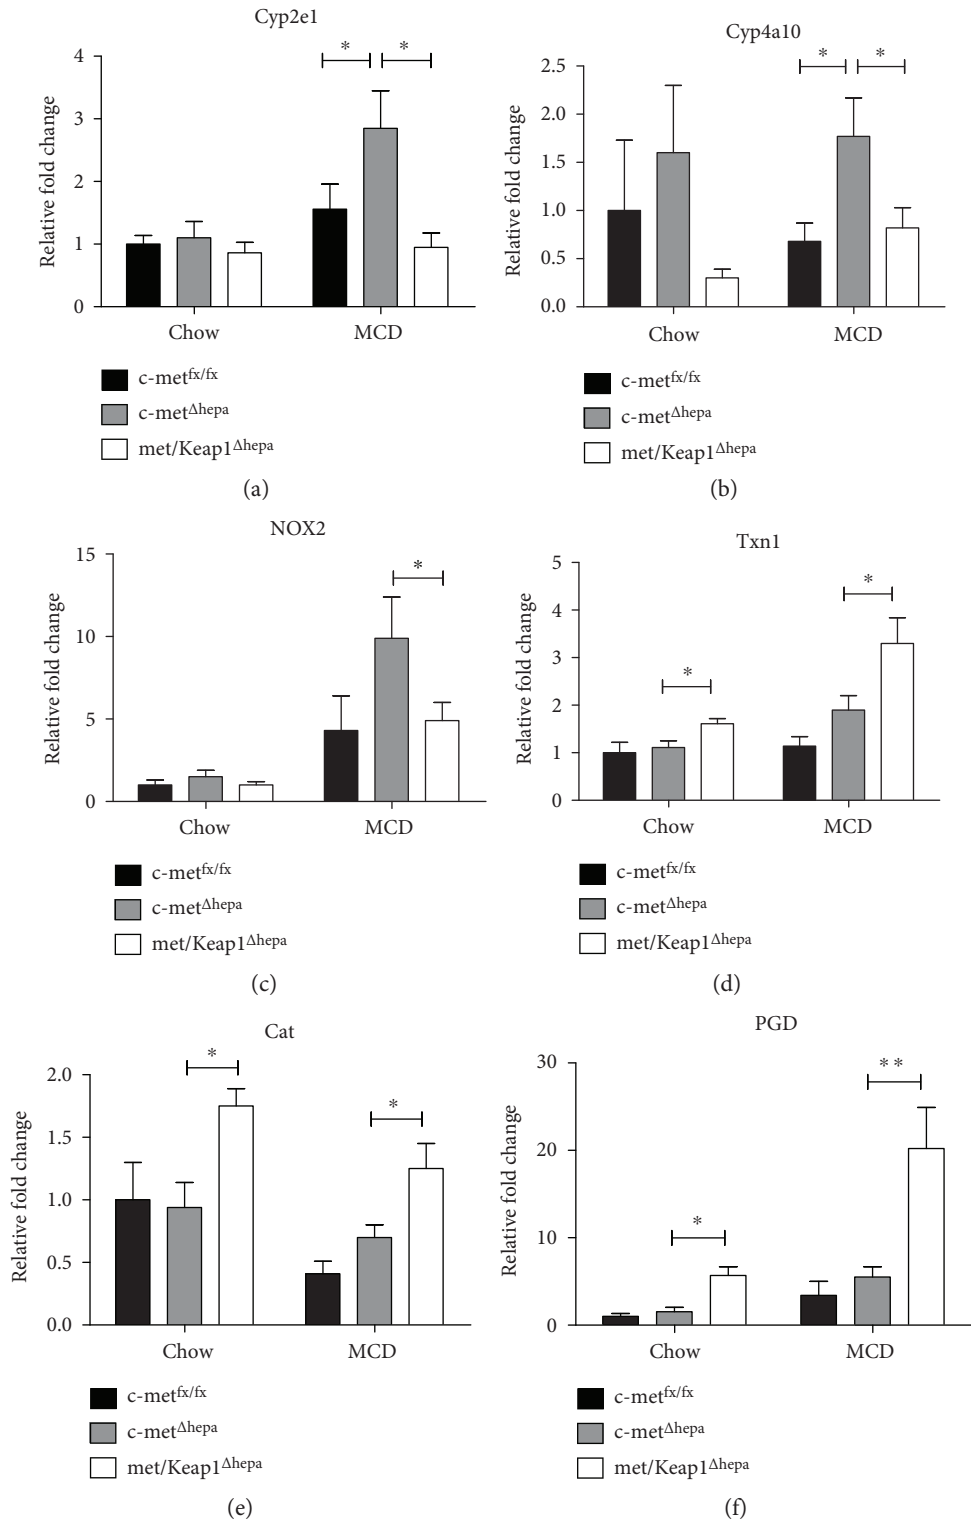 Cyp2e1
* *
4
3
2
1
0
Relative fold change
Chow MCD
c-met^fx/fx
c-met^Δhepa
met/Keap1^Δhepa
(a)
Cyp4a10
* *
2.5
2.0
1.5
1.0
0.5
0.0
Relative fold change
Chow MCD
c-met^fx/fx
c-met^Δhepa
met/Keap1^Δhepa
(b)
NOX2
*
15
10
5
0
Relative fold change
Chow MCD
c-met^fx/fx
c-met^Δhepa
met/Keap1^Δhepa
(c)
Txn1
* *
5
4
3
2
1
0
Relative fold change
Chow MCD
c-met^fx/fx
c-met^Δhepa
met/Keap1^Δhepa
(d)
Cat
* *
2.0
1.5
1.0
0.5
0.0
Relative fold change
Chow MCD
c-met^fx/fx
c-met^Δhepa
met/Keap1^Δhepa
(e)
PGD
* **
30
20
10
0
Relative fold change
Chow MCD
c-met^fx/fx
c-met^Δhepa
met/Keap1^Δhepa
(f)